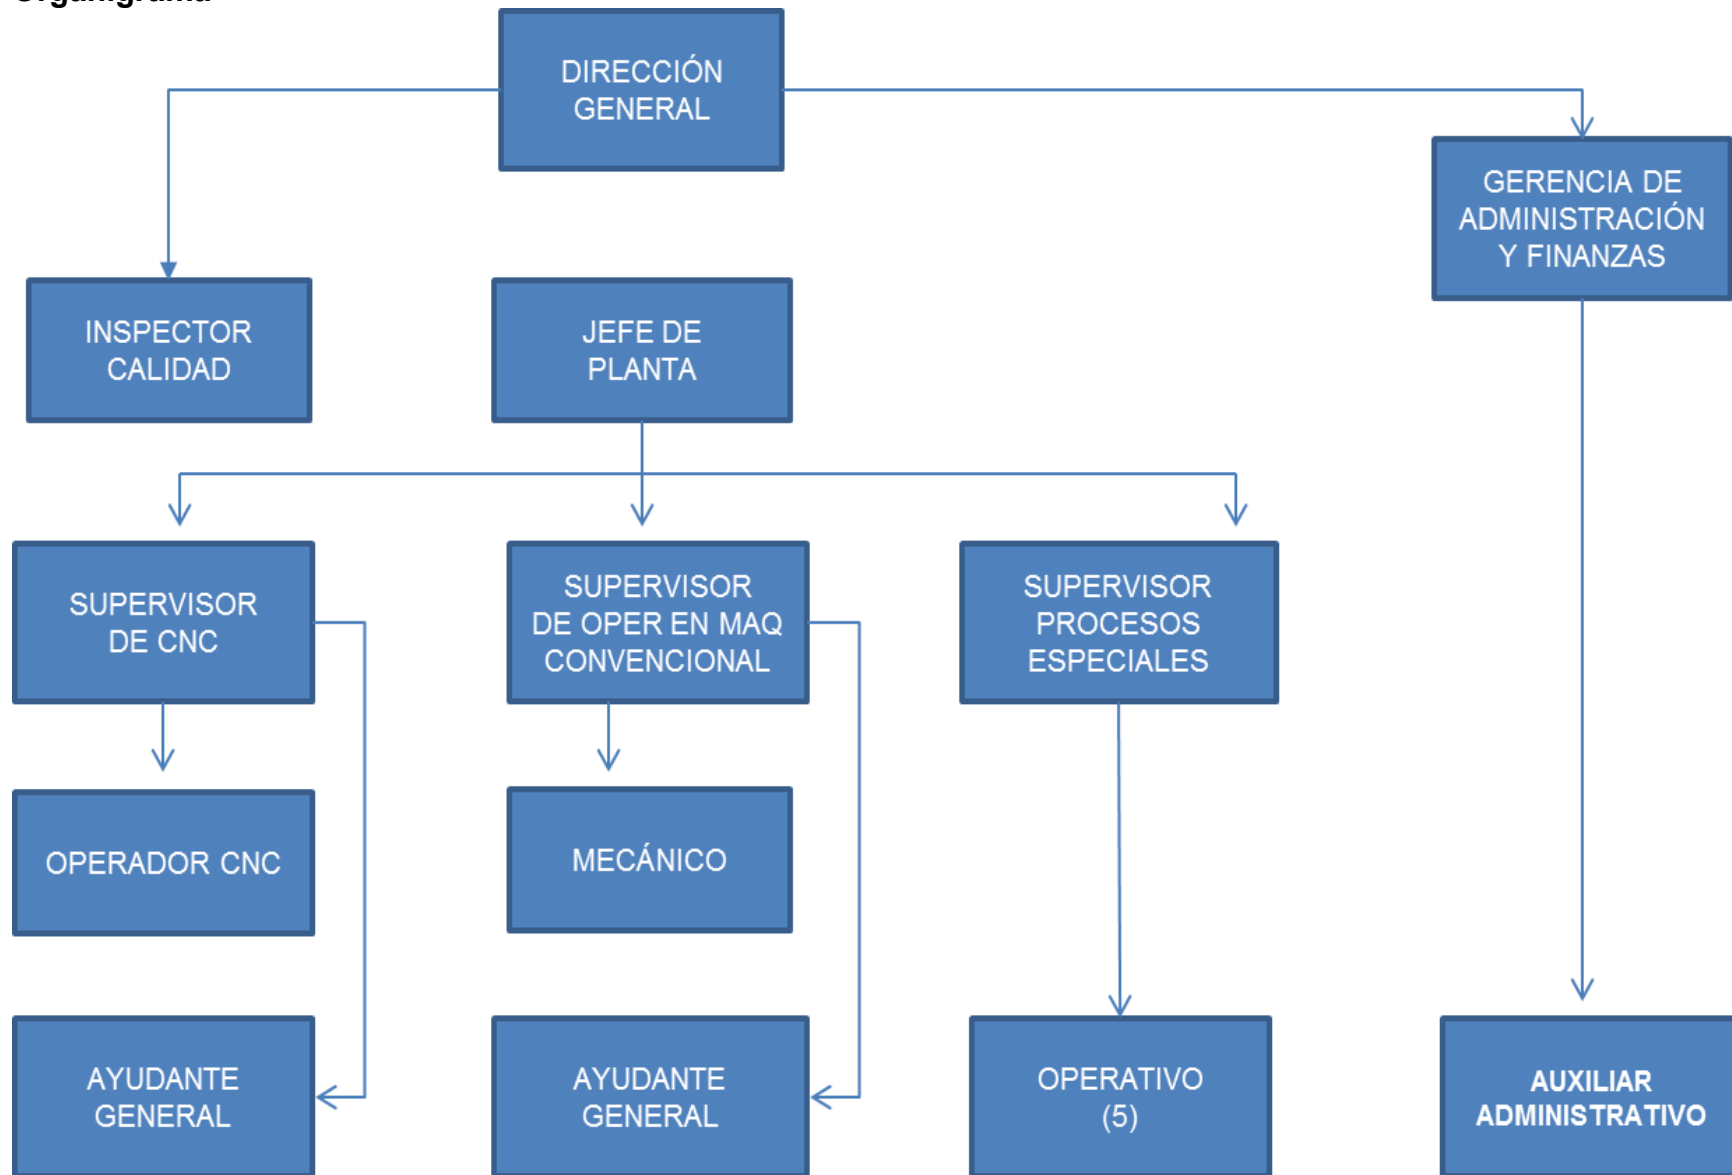 Organigrama
DIRECCIÓN
GENERAL
GERENCIA DE
ADMINISTRACIÓN
Y FINANZAS
INSPECTOR
CALIDAD
JEFE DE
PLANTA
SUPERVISOR
DE CNC
SUPERVISOR
DE OPER EN MAQ
CONVENCIONAL
SUPERVISOR
PROCESOS
ESPECIALES
OPERADOR CNC
MECÁNICO
AYUDANTE
GENERAL
AYUDANTE
GENERAL
OPERATIVO
(5)
AUXILIAR
ADMINISTRATIVO